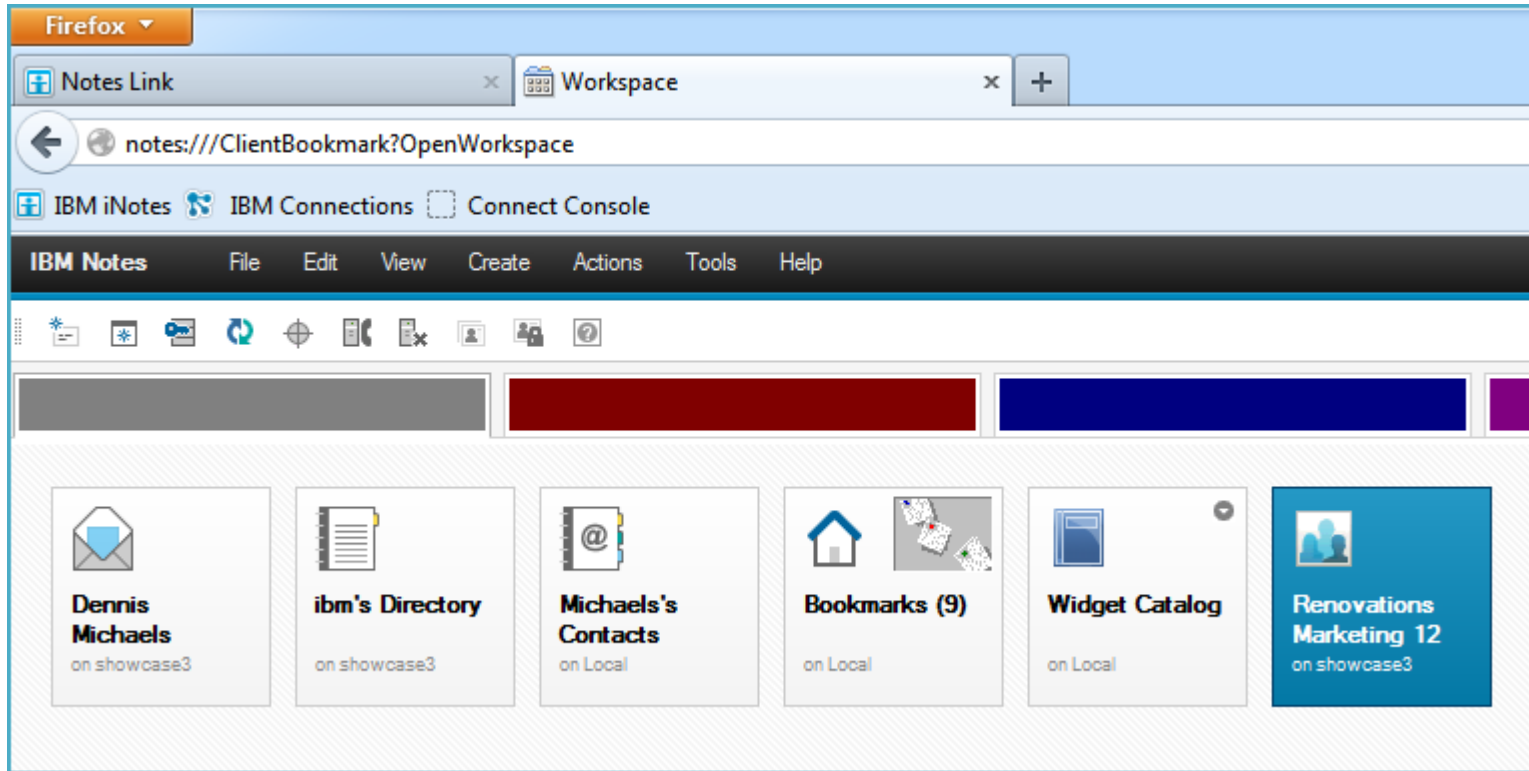 Firefox
Notes Link
Workspace
notes:///ClientBookmark?OpenWorkspace
IBM iNotes IBM Connections Connect Console
IBM Notes File Edit View Create Actions Tools Help
Dennis
Michaels
on showcase3
ibm's Directory
on showcase3
@
Michaels's
Contacts
on Local
Bookmarks (9)
on Local
Widget Catalog
on Local
Renovations
Marketing 12
on showcase3